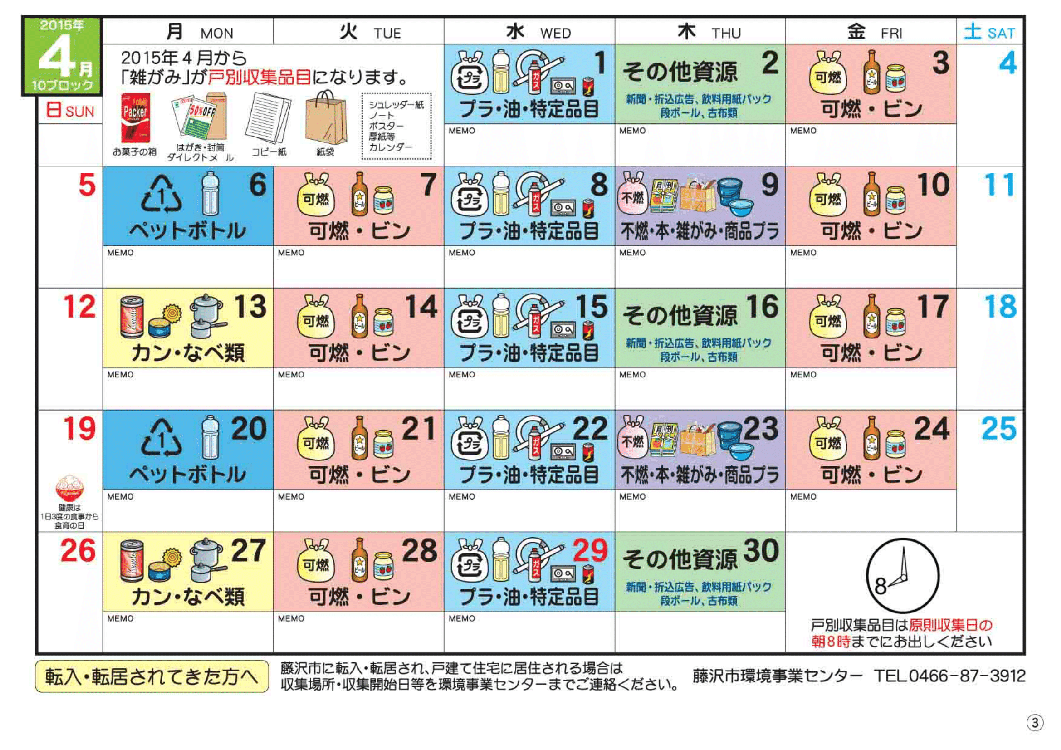 2015年
4月
10ブロック
日 SUN
月 MON
火 TUE
水 WED
木 THU
金 FRI
土 SAT
2015年4月から
「雑がみ」が戸別収集品目になります。
お菓子の箱
はがき・封筒
ダイレクトメール
コピー紙
紙袋
シュレッダー紙
ノート
ポスター
厚紙等
カレンダー
1
プラ・油・特定品目
MEMO
その他資源 2
新聞・折込広告、飲料用紙パック
段ボール、古布類
MEMO
可燃
3
可燃・ビン
MEMO
4
5
6
ペットボトル
MEMO
可燃
7
可燃・ビン
MEMO
8
プラ・油・特定品目
MEMO
不燃
9
不燃・本・雑がみ・商品プラ
MEMO
可燃
10
可燃・ビン
MEMO
11
12
13
カン・なべ類
MEMO
可燃
14
可燃・ビン
MEMO
15
プラ・油・特定品目
MEMO
その他資源 16
新聞・折込広告、飲料用紙パック
段ボール、古布類
MEMO
可燃
17
可燃・ビン
MEMO
18
19
健康は
1日3度の食事から
食育の日
20
ペットボトル
MEMO
可燃
21
可燃・ビン
MEMO
22
プラ・油・特定品目
MEMO
不燃
23
不燃・本・雑がみ・商品プラ
MEMO
可燃
24
可燃・ビン
MEMO
25
26
27
カン・なべ類
MEMO
可燃
28
可燃・ビン
MEMO
29
プラ・油・特定品目
MEMO
その他資源 30
新聞・折込広告、飲料用紙パック
段ボール、古布類
MEMO
8
戸別収集品目は原則収集日の
朝8時までにお出しください
転入・転居されてきた方へ
藤沢市に転入・転居され、戸建て住宅に居住される場合は
収集場所・収集開始日等を環境事業センターまでご連絡ください。
藤沢市環境事業センター TEL0466-87-3912
③